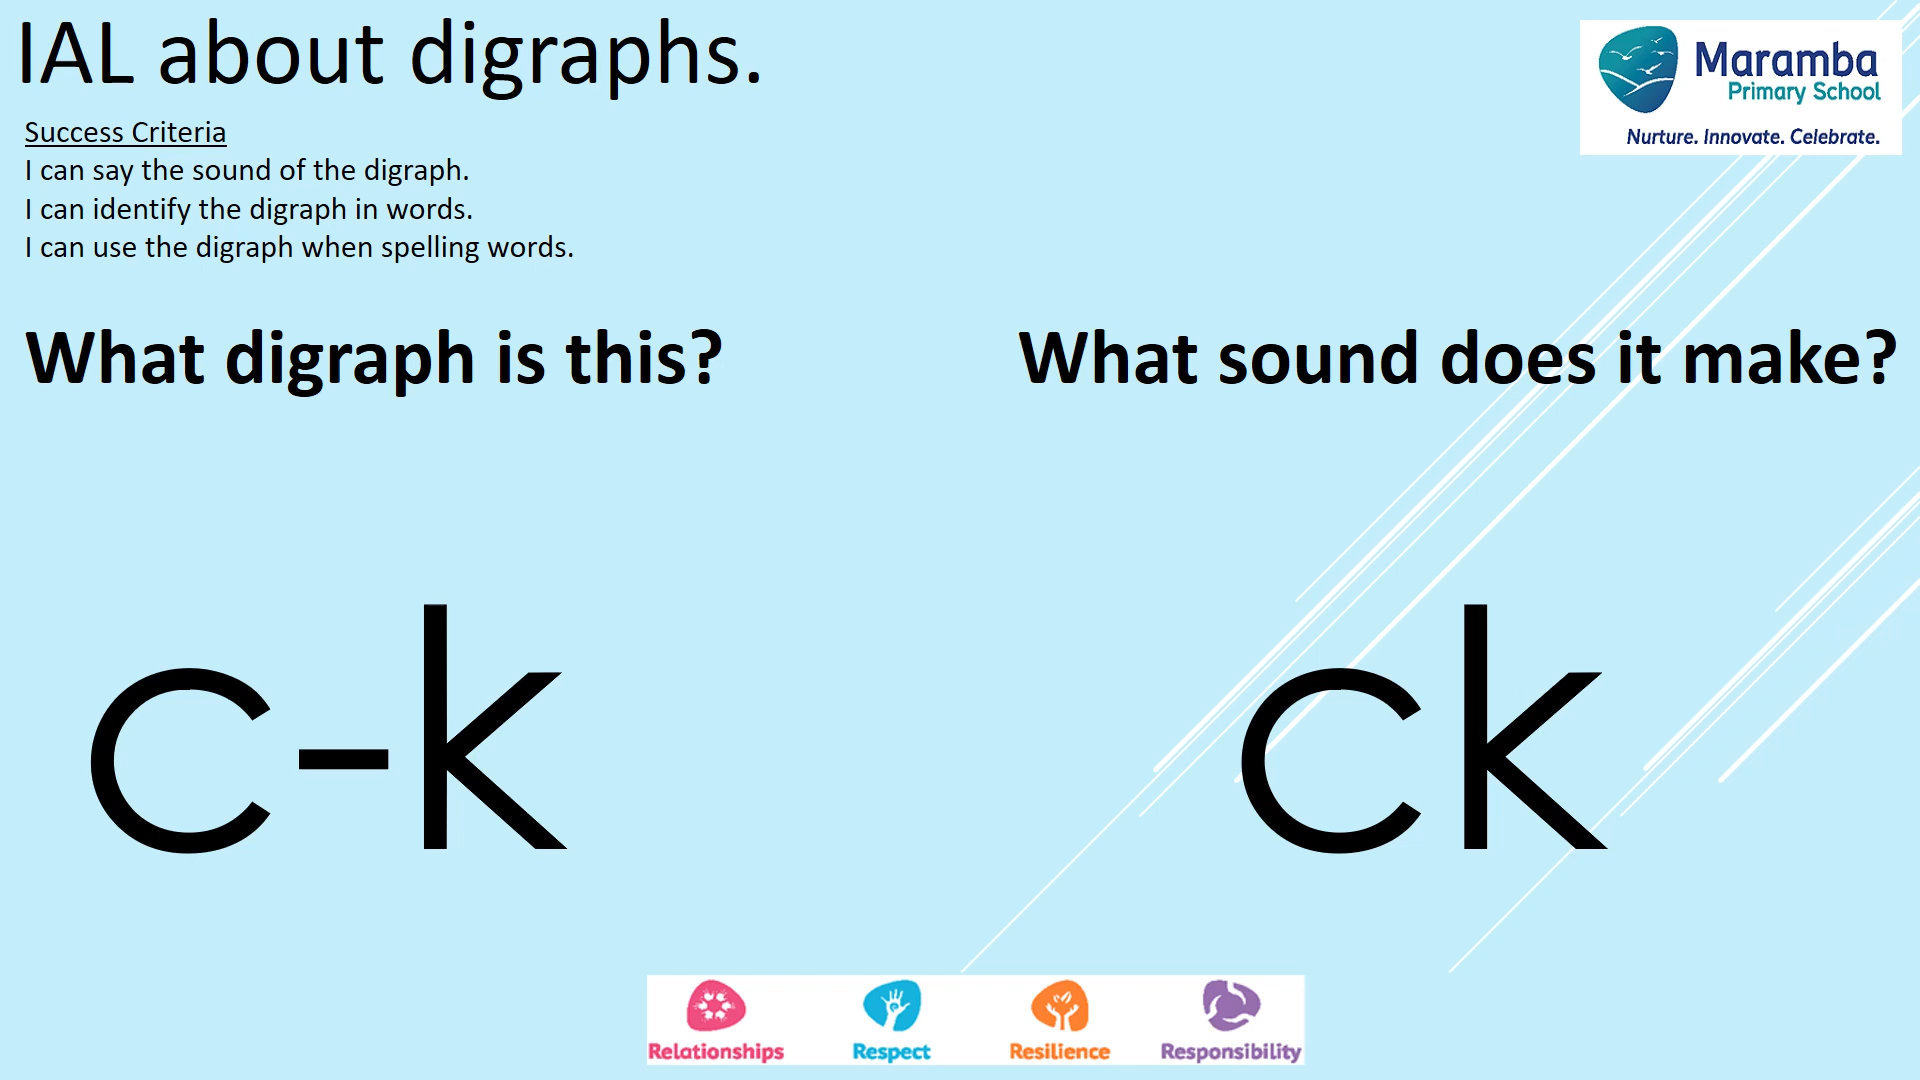 IAL about digraphs.
Maramba
Primary School
Nurture. Innovate. Celebrate.
Success Criteria
I can say the sound of the digraph.
I can identify the digraph in words.
I can use the digraph when spelling words.
What digraph is this?
What sound does it make?
c-k
ck
Relationships
Respect
Resilience
Responsibility